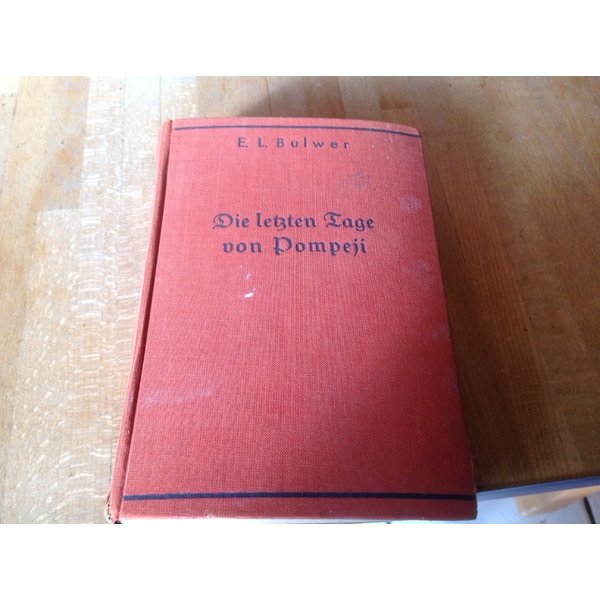 E. L. Bulwer
Die letzten Tage
von Pompeji